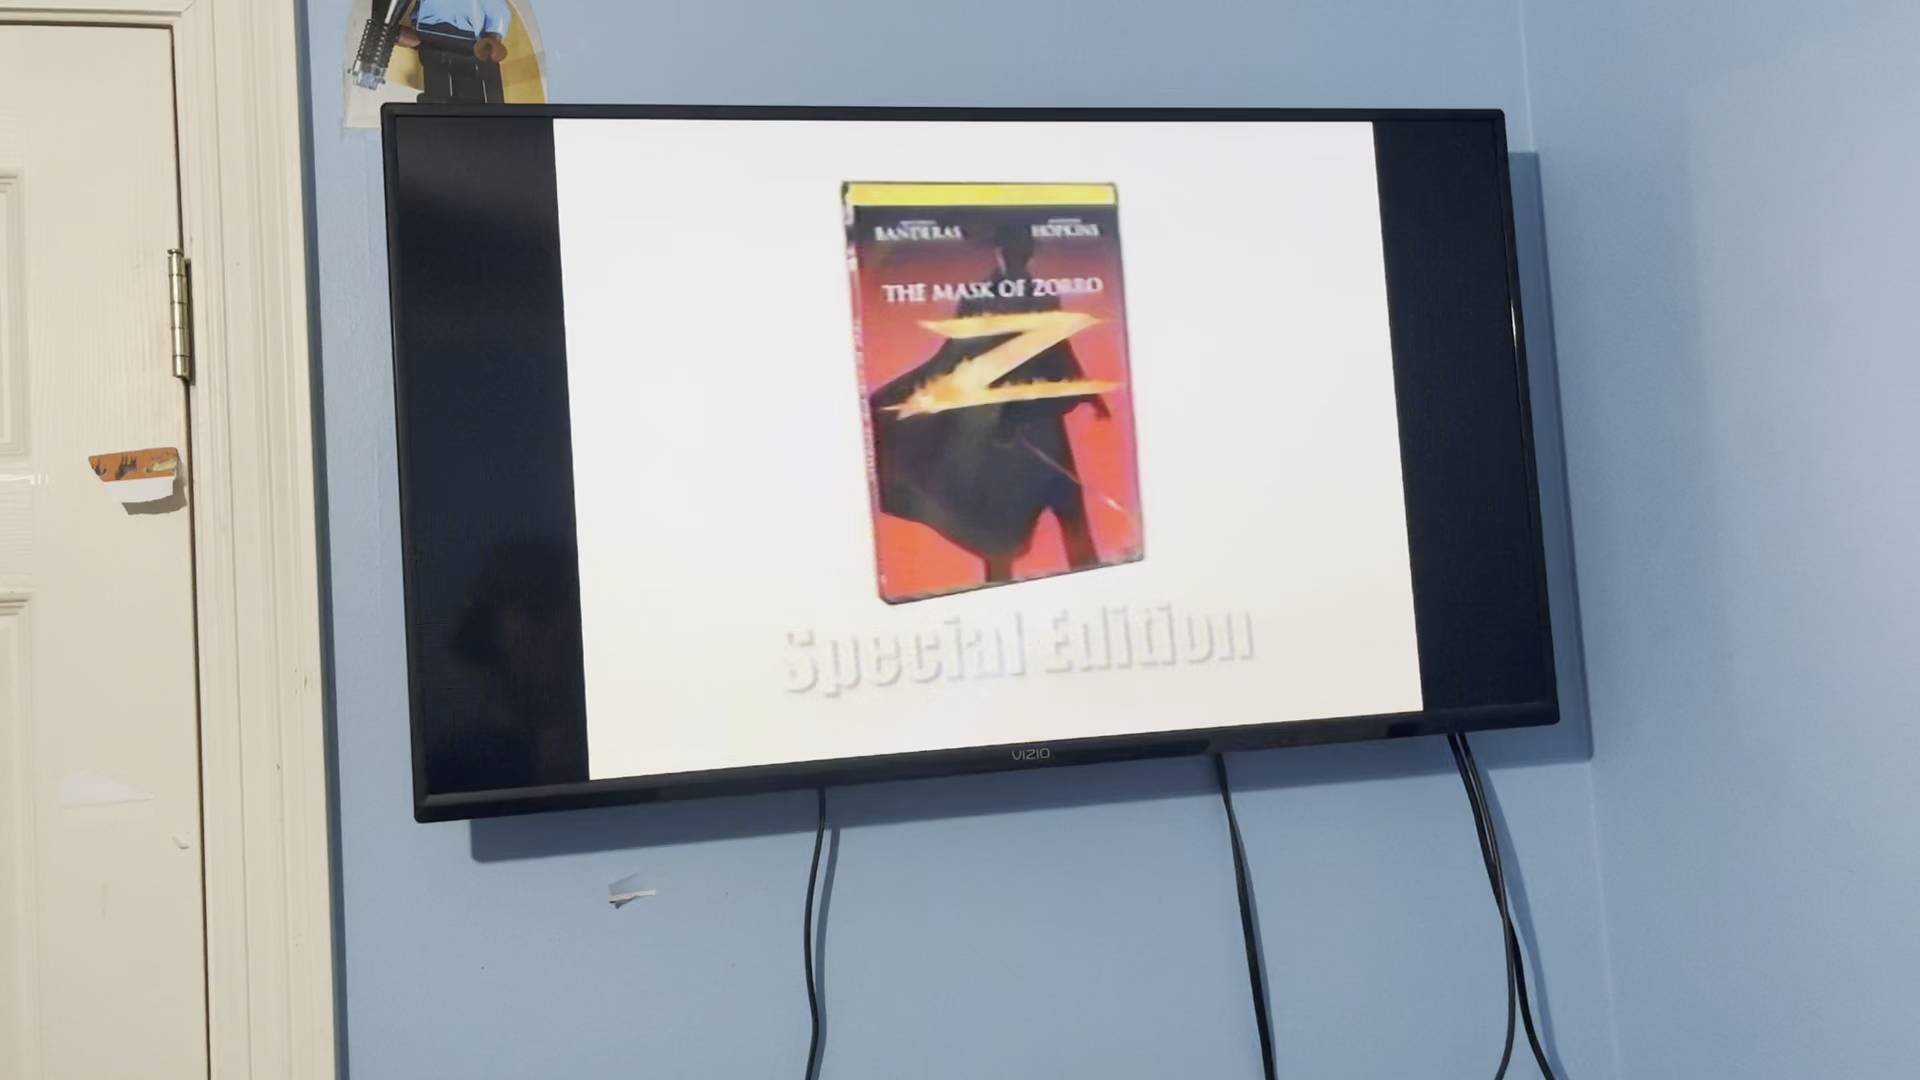 BANDERAS HOPKINS
THE MASK OF ZORRO
Z
Special Edition
VIZIO